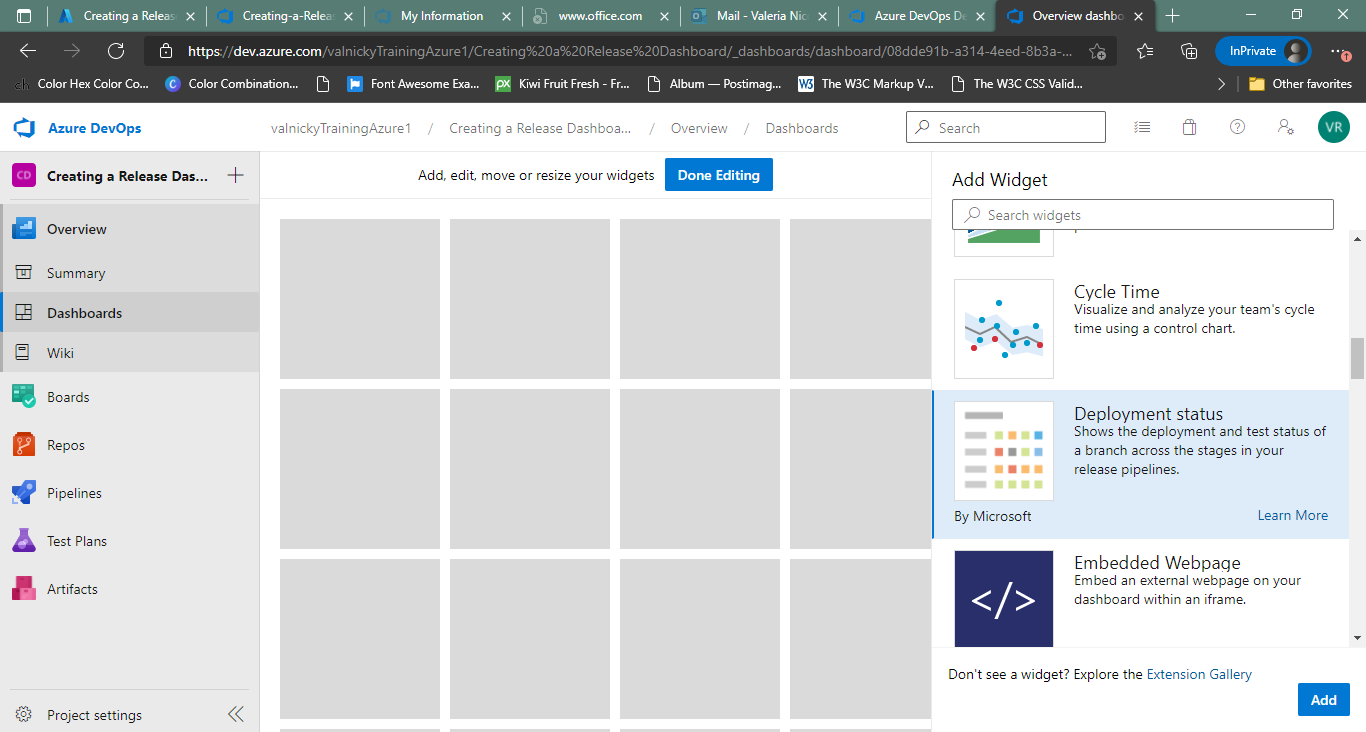 Creating a Releas
Creating-a-Relea
My Information
www.office.com
Mail - Valeria Nic
Azure DevOps De
Overview dashbo
https://dev.azure.com/valnickyTrainingAzure1/Creating%20a%20Release%20Dashboard/_dashboards/dashboard/08dde91b-a314-4eed-8b3a-...
InPrivate
Color Hex Color Co...
Color Combination...
Font Awesome Exa...
px
Kiwi Fruit Fresh - Fr...
Album — Postimag...
W3
The W3C Markup V...
The W3C CSS Valid...
Other favorites
Azure DevOps
valnickyTrainingAzure1 / Creating a Release Dashboa... / Overview / Dashboards
Search
VR
CD
Creating a Release Das...
Overview
Summary
Dashboards
Wiki
Boards
Repos
Pipelines
Test Plans
Artifacts
Project settings
Add, edit, move or resize your widgets
Done Editing
Add Widget
Search widgets
Cycle Time
Visualize and analyze your team's cycle
time using a control chart.
Deployment status
Shows the deployment and test status of
a branch across the stages in your
release pipelines.
By Microsoft
Learn More
</>
Embedded Webpage
Embed an external webpage on your
dashboard within an iframe.
Don't see a widget? Explore the Extension Gallery
Add